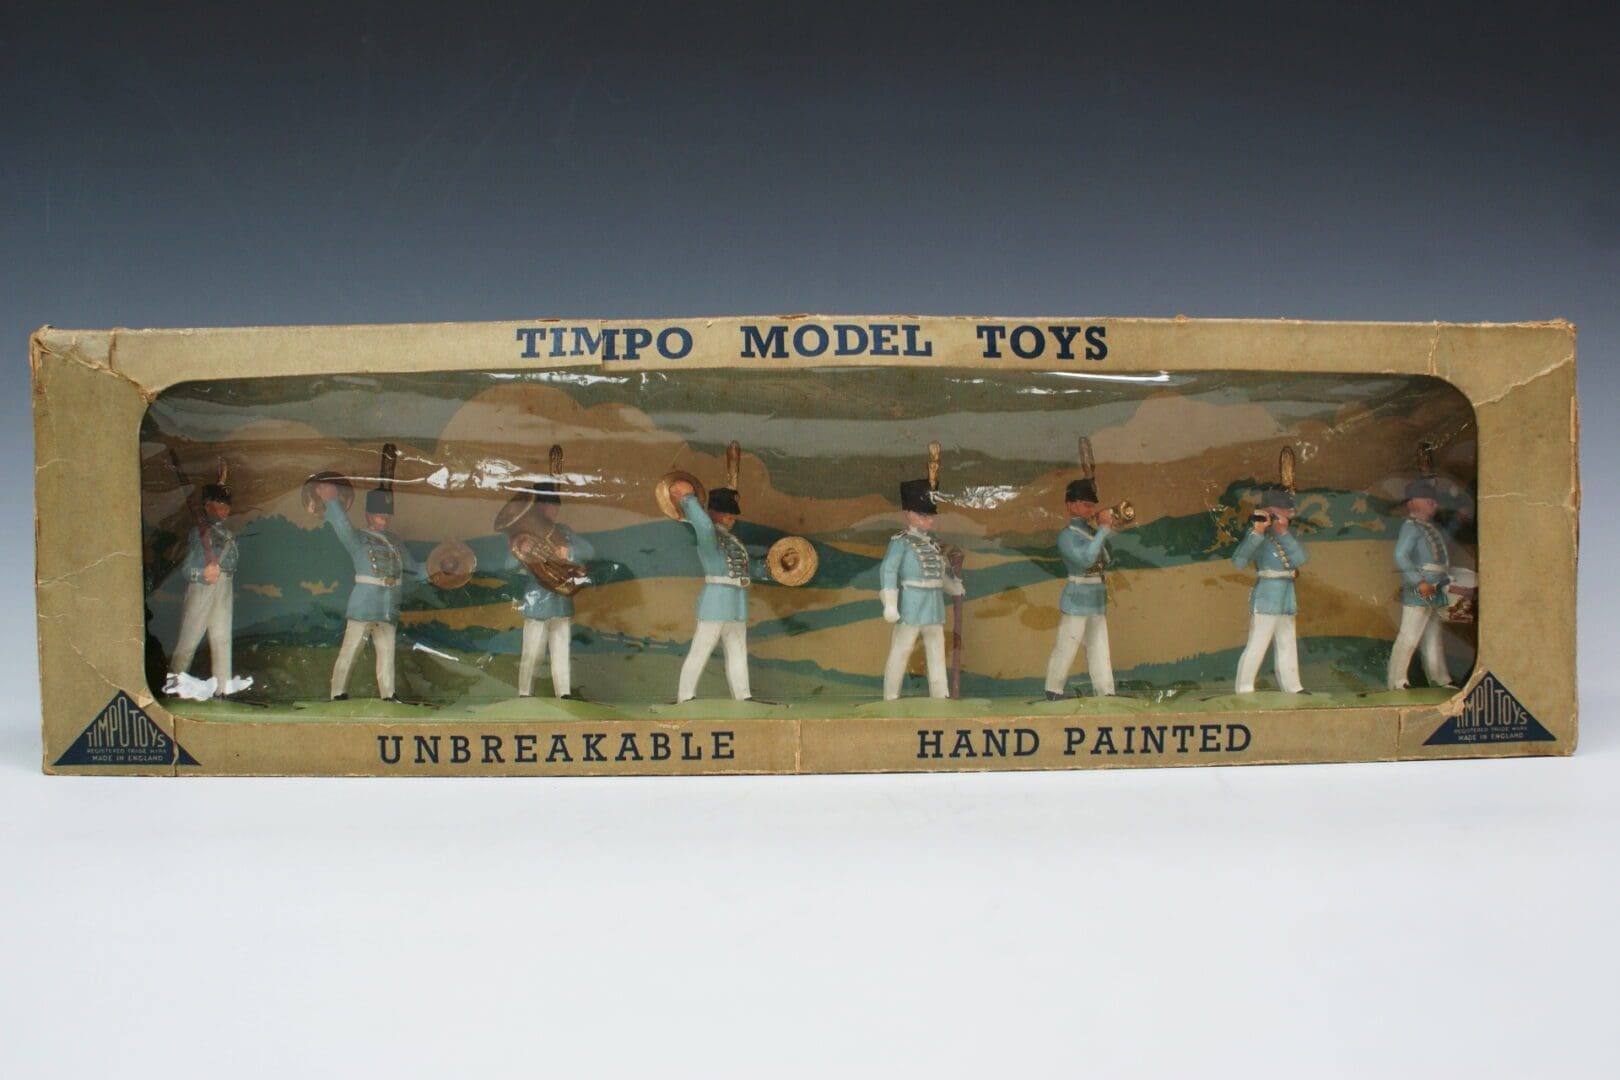 TIMPO MODEL TOYS
UNBREAKABLE HAND PAINTED
TIMPO TOYS
REGISTERED TRADE MARK
MADE IN ENGLAND
TIMPO TOYS
REGISTERED TRADE MARK
MADE IN ENGLAND